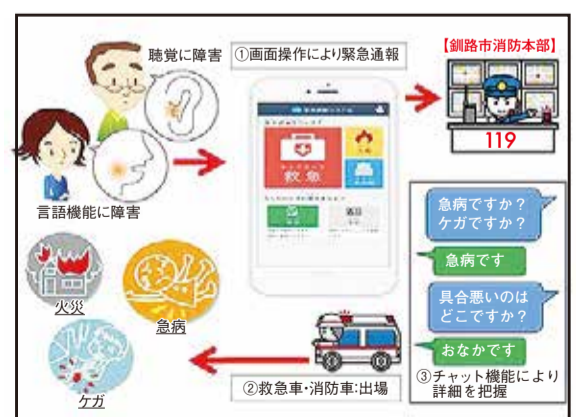 聴覚に障害
①画面操作により緊急通報
【釧路市消防本部】
119
救急
言語機能に障害
急病ですか？
ケガですか？
急病です
具合悪いのは
どこですか？
おなかです
③チャット機能により
詳細を把握
火災
急病
ケガ
②救急車・消防車：出場